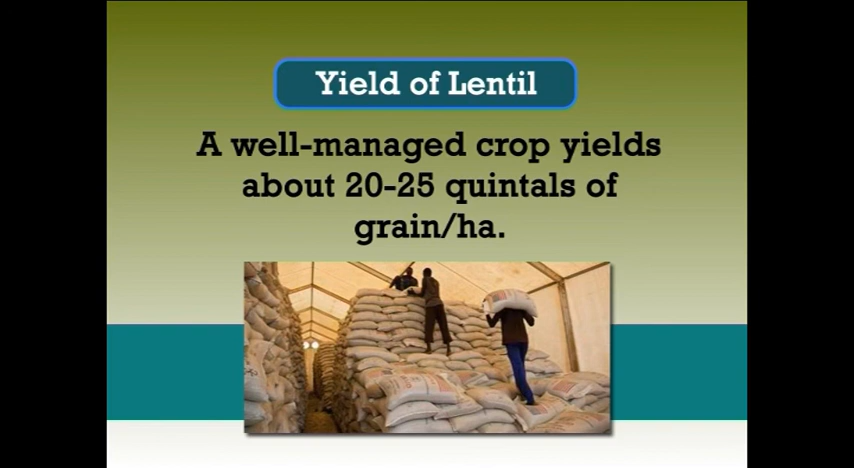 Yield of Lentil
A well-managed crop yields
about 20-25 quintals of
grain/ha.